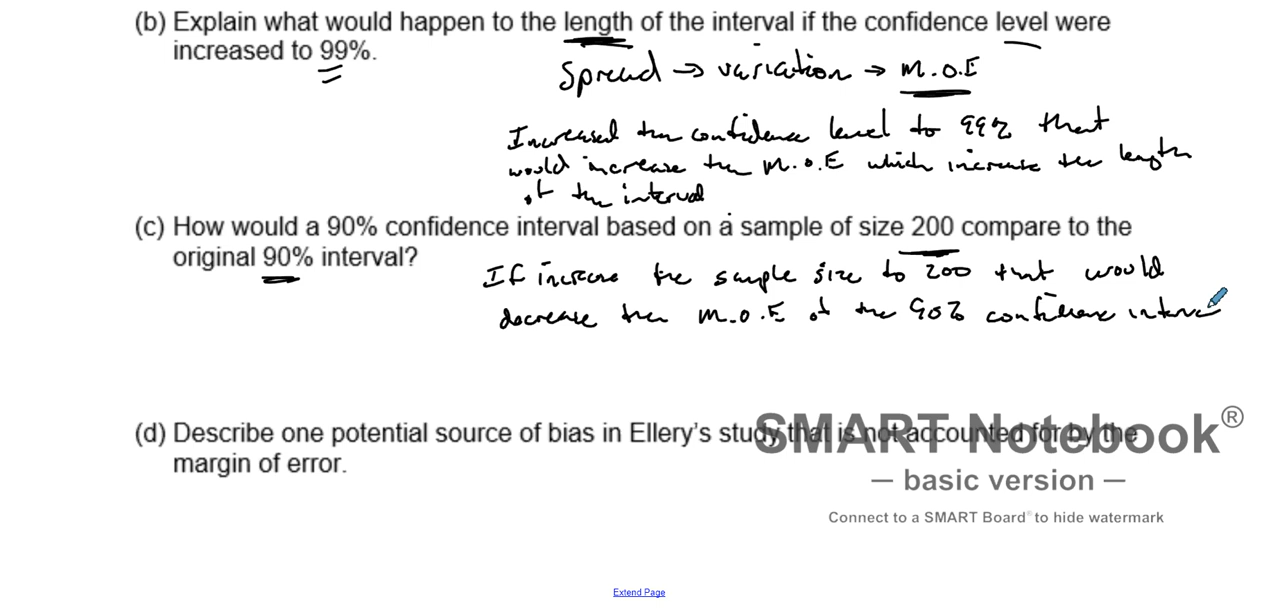 (b) Explain what would happen to the length of the interval if the confidence level were
increased to 99%.
Spread → variation → M.O.E
Increased the confidence level to 99% that
would increase the M.O.E which increase the length
of the interval
(c) How would a 90% confidence interval based on a sample of size 200 compare to the
original 90% interval?
If increase the sample size to 200 that would
decrease the M.O.E of the 90% confidence interval
(d) Describe one potential source of bias in Ellery's study that is not accounted for by the
margin of error.
SMART Notebook®
— basic version —
Connect to a SMART Board® to hide watermark
Extend Page